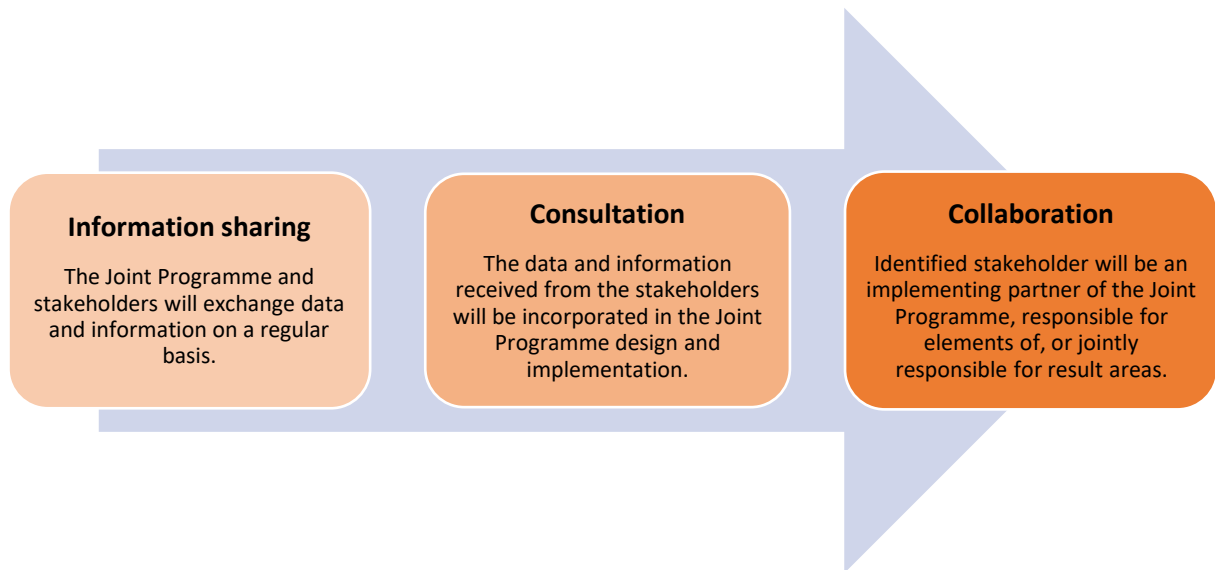 Information sharing
The Joint Programme and
stakeholders will exchange data
and information on a regular
basis.
Consultation
The data and information
received from the stakeholders
will be incorporated in the Joint
Programme design and
implementation.
Collaboration
Identified stakeholder will be an
implementing partner of the Joint
Programme, responsible for
elements of, or jointly
responsible for result areas.